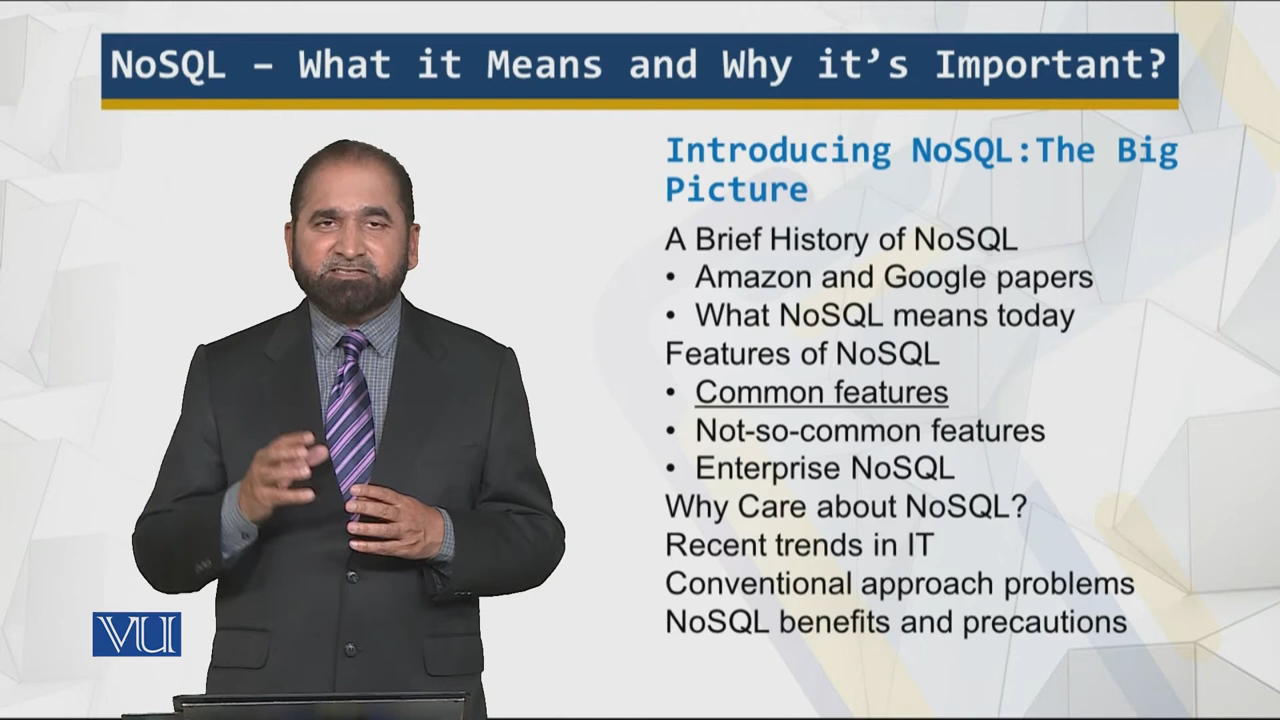 NoSQL – What it Means and Why it's Important?
Introducing NoSQL:The Big
Picture
A Brief History of NoSQL
• Amazon and Google papers
• What NoSQL means today
Features of NoSQL
• Common features
• Not-so-common features
• Enterprise NoSQL
Why Care about NoSQL?
Recent trends in IT
Conventional approach problems
NoSQL benefits and precautions
VU